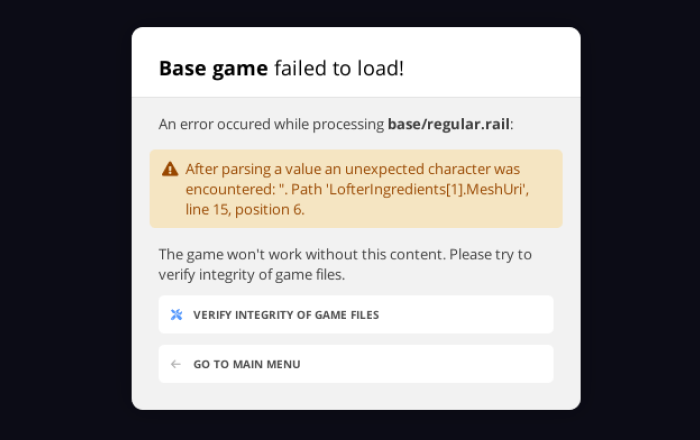 Base game failed to load!
An error occured while processing base/regular.rail:
After parsing a value an unexpected character was
encountered: ". Path 'LofterIngredients[1].MeshUri',
line 15, position 6.
The game won't work without this content. Please try to
verify integrity of game files.
VERIFY INTEGRITY OF GAME FILES
GO TO MAIN MENU